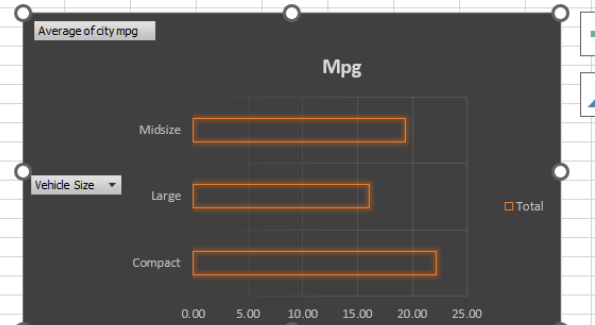 Average of city mpg
Mpg
Midsize
Vehicle Size
Large
Total
Compact
0.00 5.00 10.00 15.00 20.00 25.00